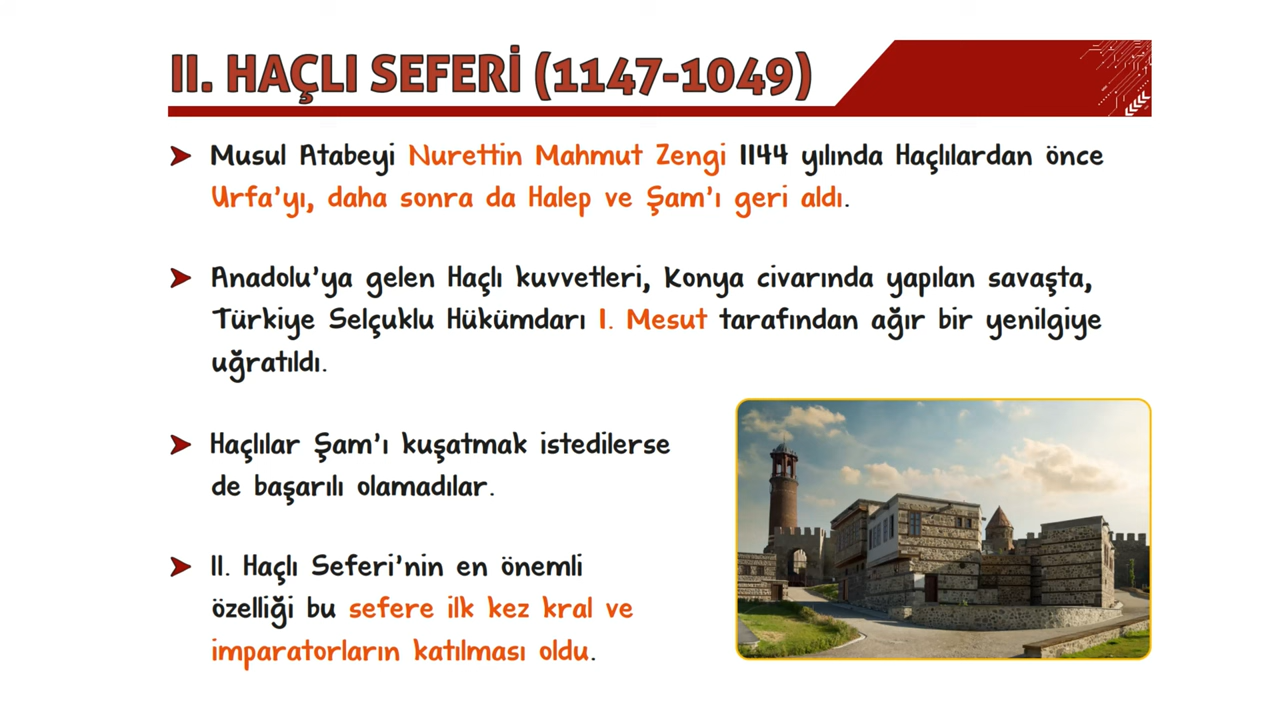 II. HAÇLI SEFERİ (1147-1049)
Musul Atabeyi Nurettin Mahmut Zengi 1144 yılında Haçlılardan önce
Urfa'yı, daha sonra da Halep ve Şam'ı geri aldı.
Anadolu'ya gelen Haçlı kuvvetleri, Konya civarında yapılan savaşta,
Türkiye Selçuklu Hükümdarı I. Mesut tarafından ağır bir yenilgiye
uğratıldı.
Haçlılar Şam'ı kuşatmak istedilerse
de başarılı olamadılar.
II. Haçlı Seferi'nin en önemli
özelliği bu sefere ilk kez kral ve
imparatorların katılması oldu.